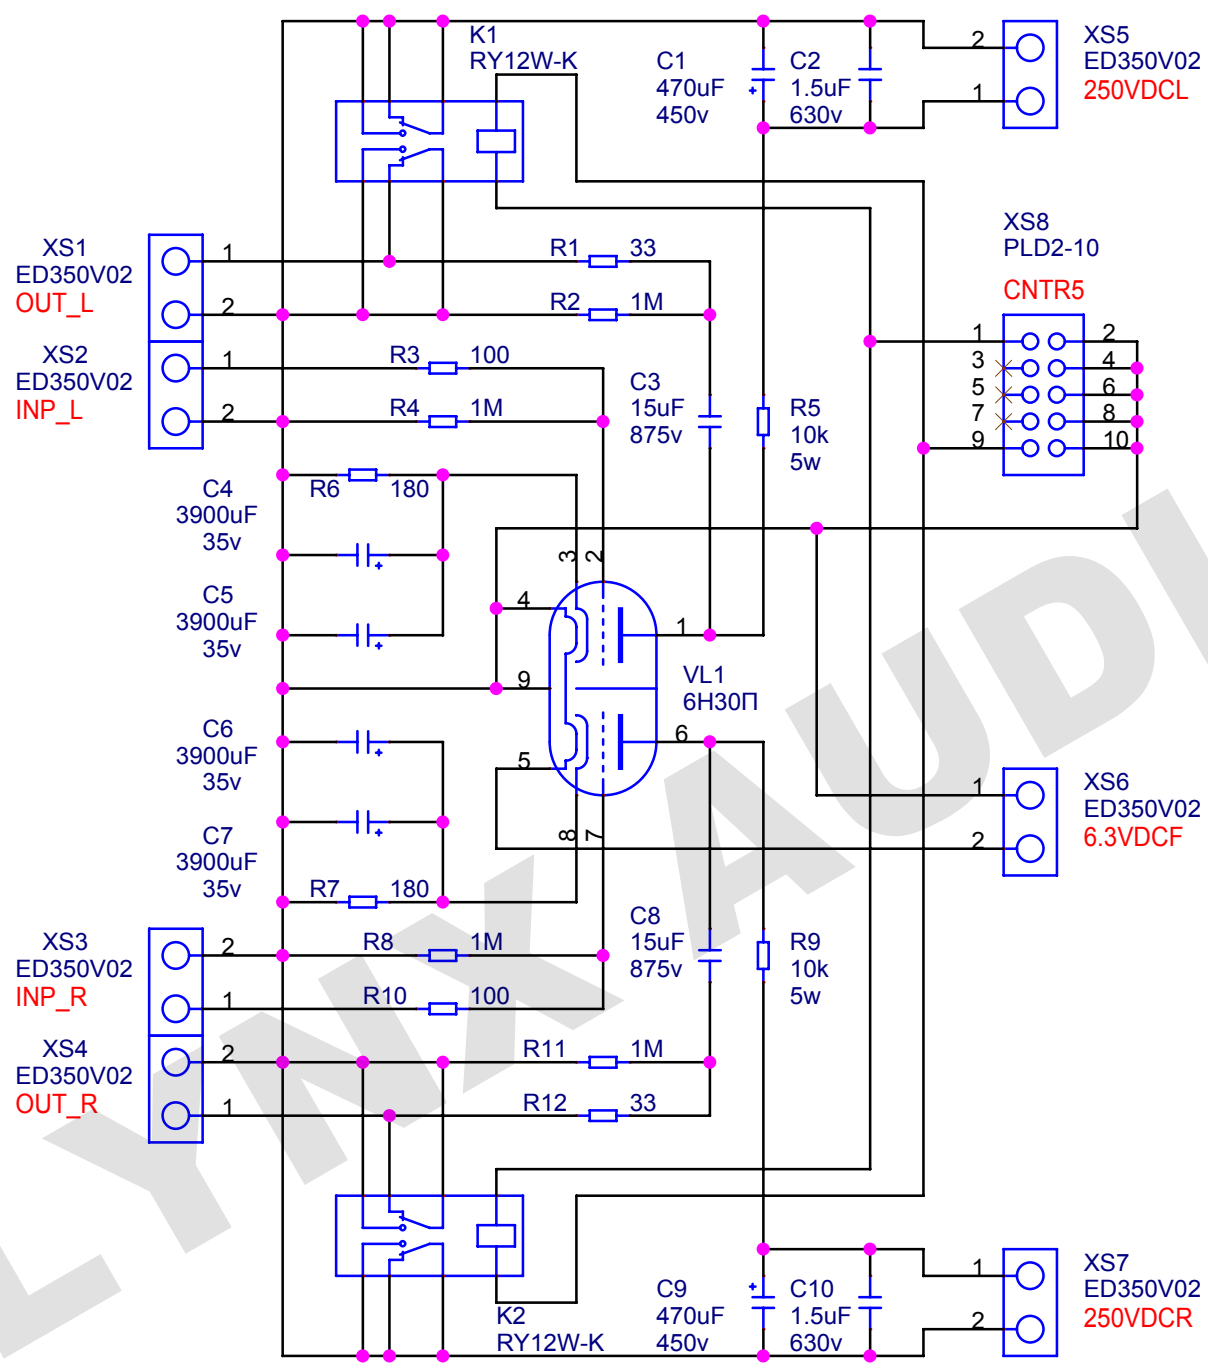 K1
RY12W-K
C1
470uF
450v
+
C2
1.5uF
630v
2
1
XS5
ED350V02
250VDCL
XS1
ED350V02
OUT_L
1
2
R1 33
R2 1M
XS8
PLD2-10
CNTR5
1 2
3 4
5 6
7 8
9 10
XS2
ED350V02
INP_L
1
2
R3 100
R4 1M
C3
15uF
875v
R5
10k
5w
R6 180
C4
3900uF
35v
+
C5
3900uF
35v
+
3
2
4
1
9
VL1
6Н30П
6
5
8
7
C6
3900uF
35v
+
C7
3900uF
35v
+
R7 180
1
2
XS6
ED350V02
6.3VDCF
XS3
ED350V02
INP_R
2
1
R8 1M
R10 100
C8
15uF
875v
R9
10k
5w
XS4
ED350V02
OUT_R
2
1
R11 1M
R12 33
K2
RY12W-K
C9
470uF
450v
+
C10
1.5uF
630v
1
2
XS7
ED350V02
250VDCR
LYNX AUDI